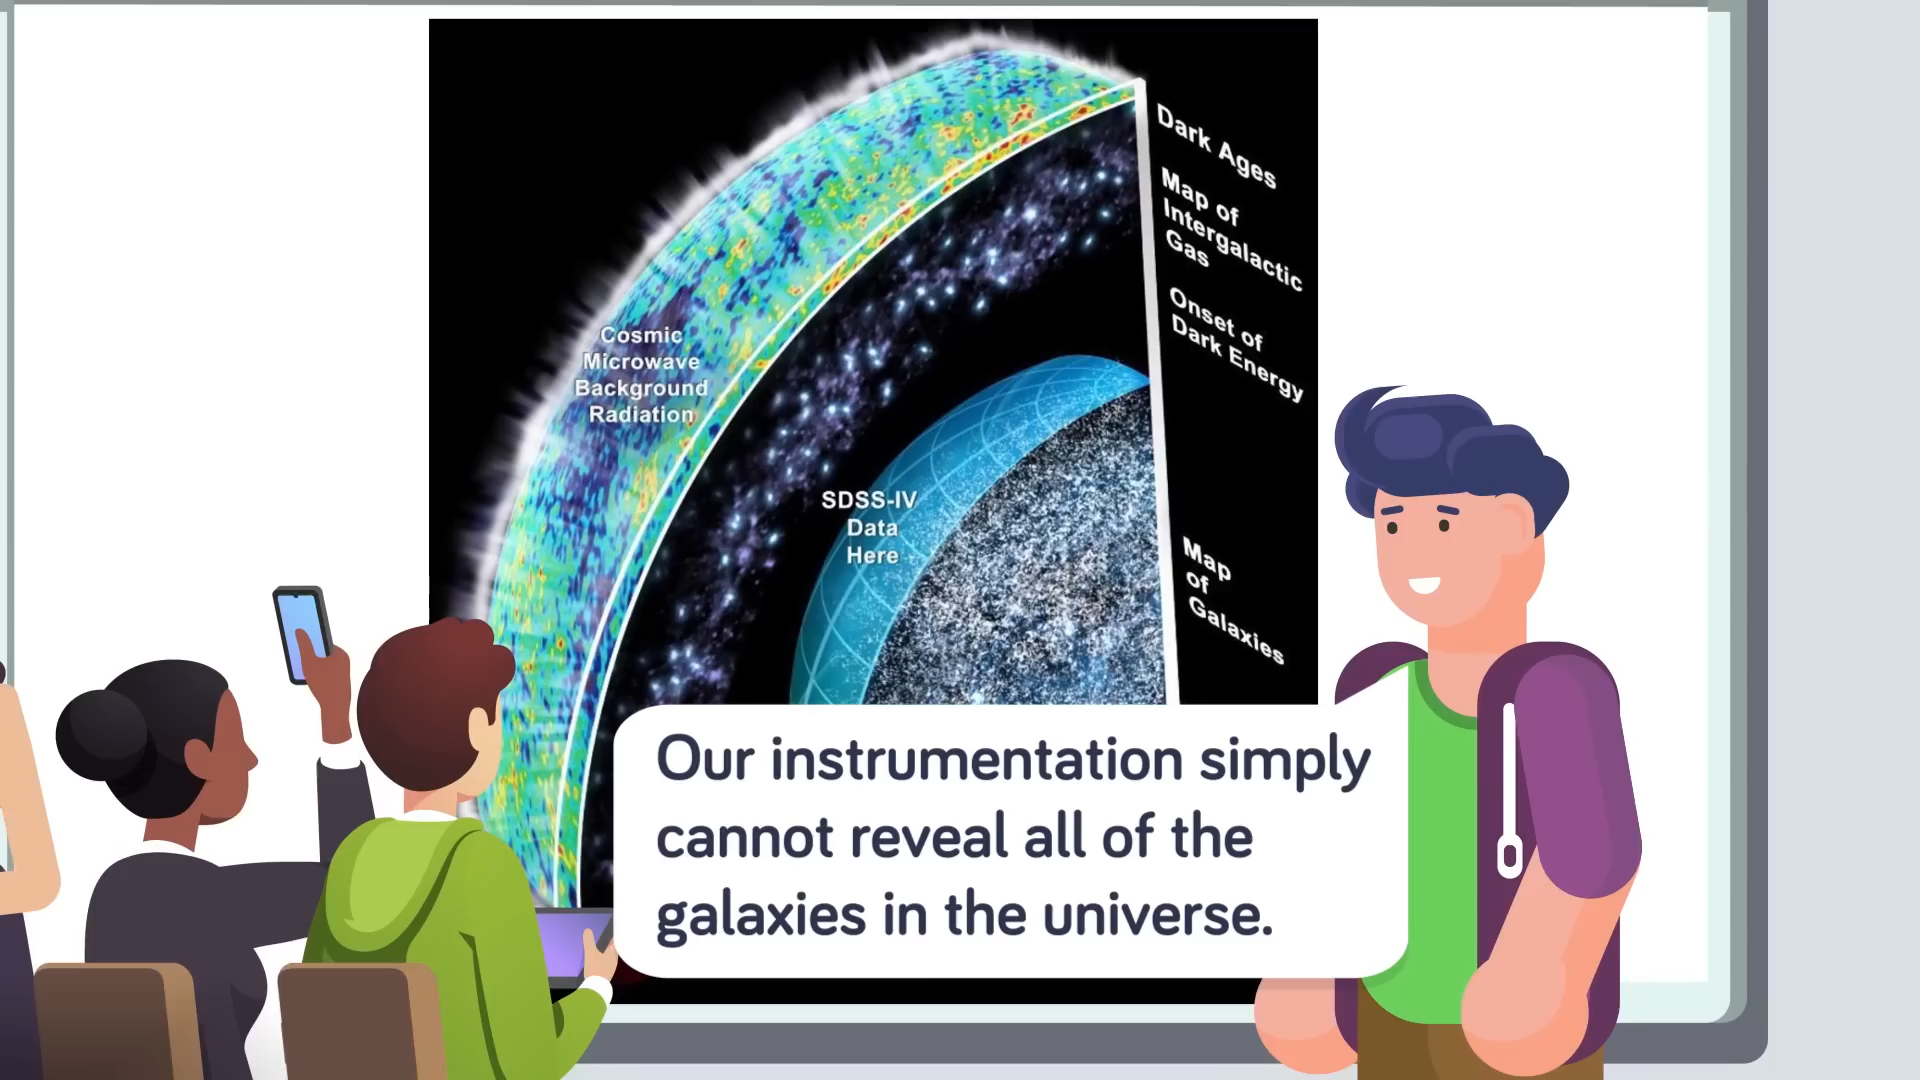 Dark Ages
Map of
Intergalactic
Gas
Onset of
Dark Energy
Cosmic
Microwave
Background
Radiation
SDSS-IV
Data
Here
Map
of
Galaxies
Our instrumentation simply
cannot reveal all of the
galaxies in the universe.